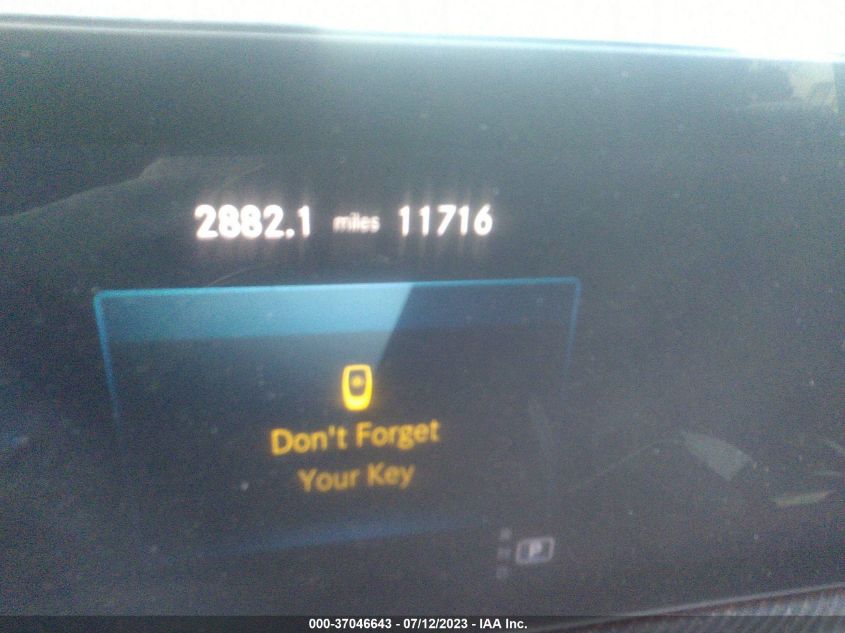 2882.1 miles 11716
Don't Forget
Your Key
R
N
D
P
000-37046643 - 07/12/2023 - IAA Inc.